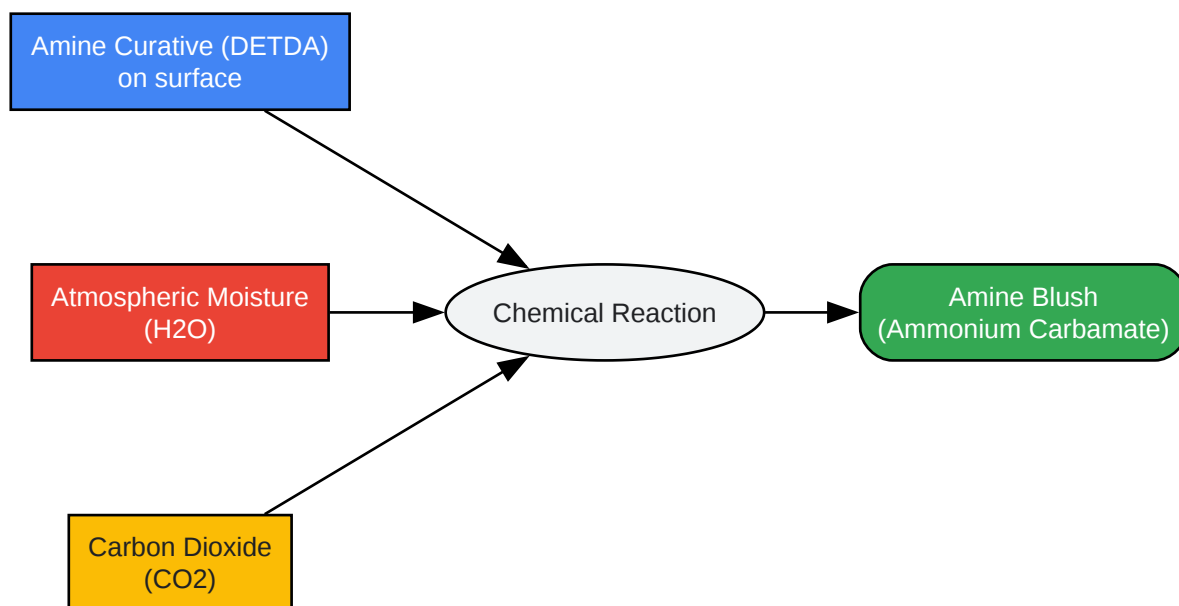 Amine Curative (DETDA)
on surface
Atmospheric Moisture
(H2O)
Chemical Reaction
Amine Blush
(Ammonium Carbamate)
Carbon Dioxide
(CO2)